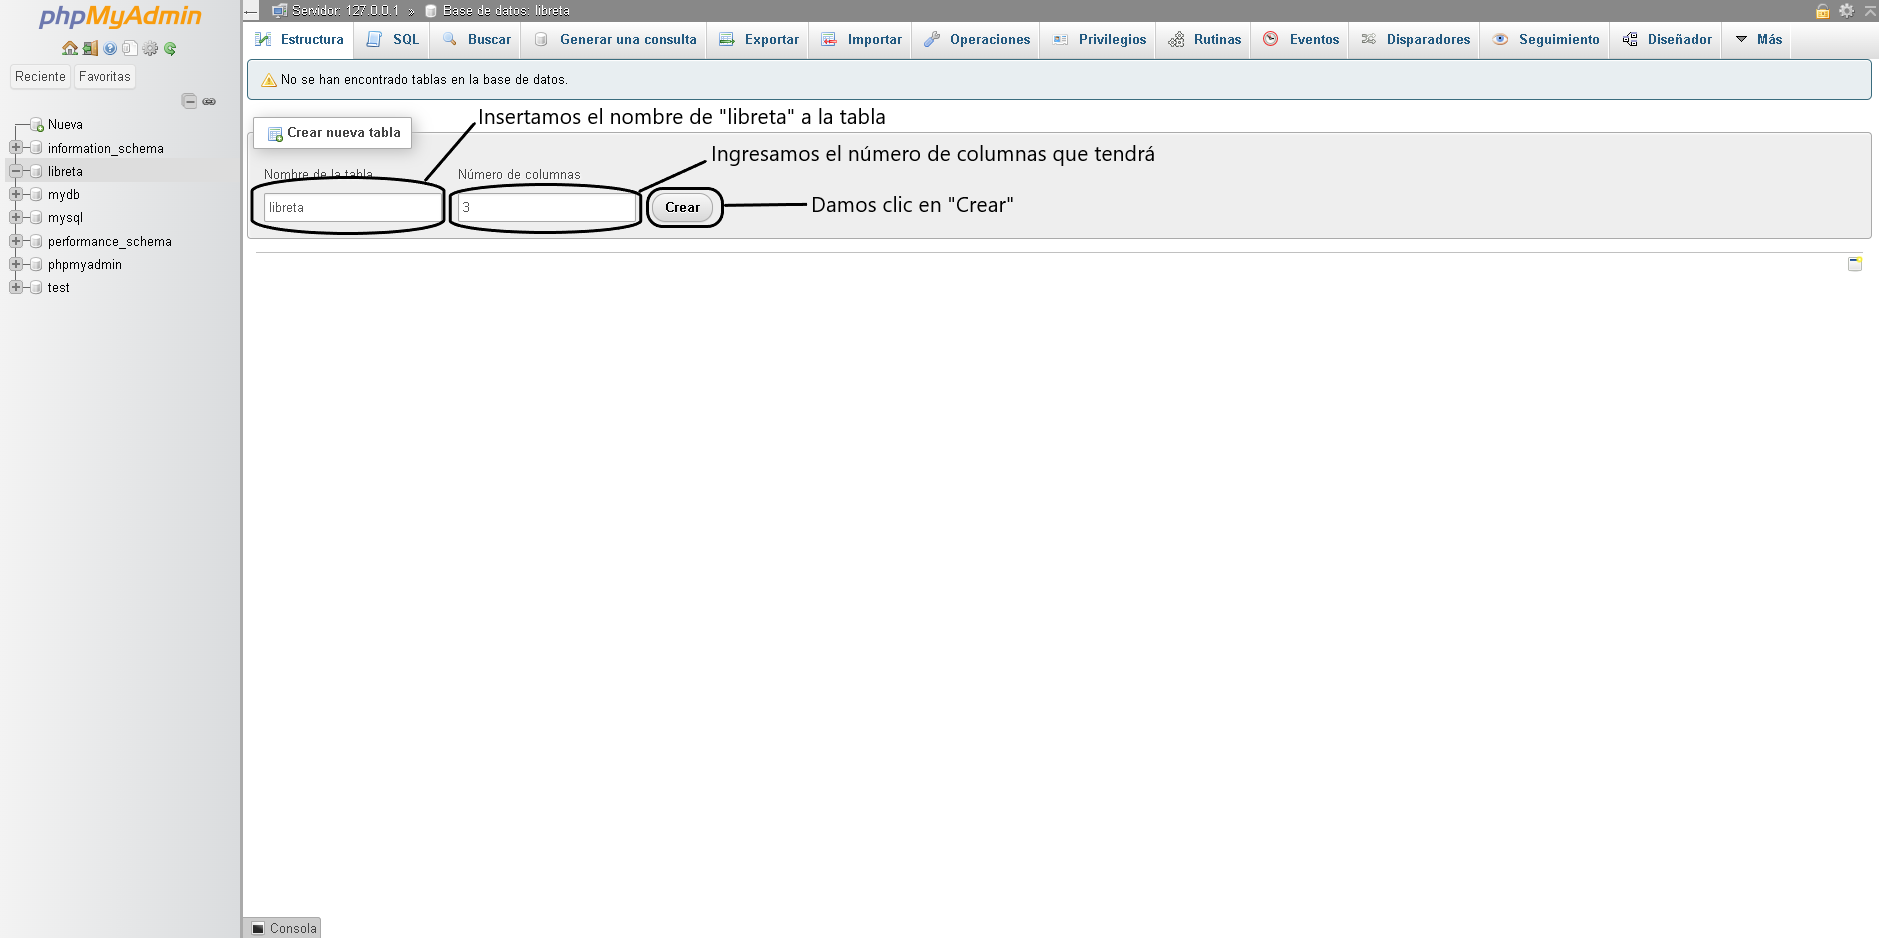 phpMyAdmin
Reciente Favoritas
Nueva
information_schema
libreta
mydb
mysql
performance_schema
phpmyadmin
test
Servidor: 127.0.0.1 » Base de datos: libreta
Estructura SQL Buscar Generar una consulta Exportar Importar Operaciones Privilegios Rutinas Eventos Disparadores Seguimiento Diseñador Más
No se han encontrado tablas en la base de datos.
Insertamos el nombre de "libreta" a la tabla
Crear nueva tabla
Ingresamos el número de columnas que tendrá
Nombre de la tabla Número de columnas
libreta 3 Crear Damos clic en "Crear"
Consola